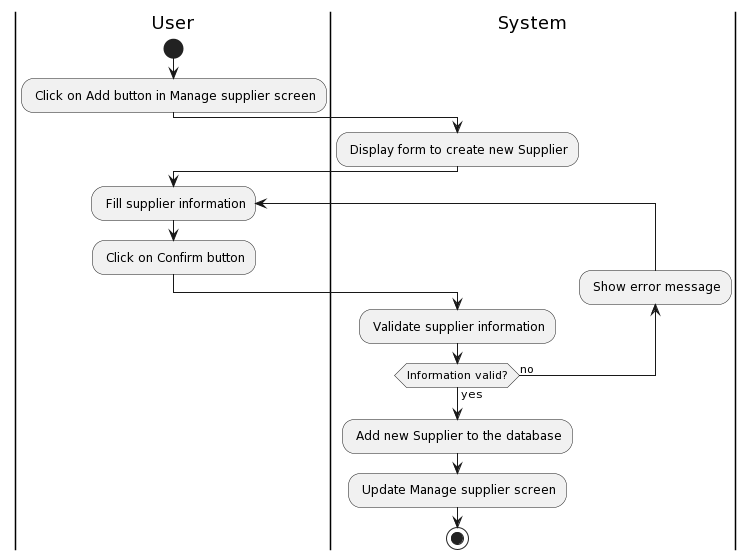 User
System
Click on Add button in Manage supplier screen
Display form to create new Supplier
Fill supplier information
Click on Confirm button
Show error message
Validate supplier information
Information valid?
no
yes
Add new Supplier to the database
Update Manage supplier screen